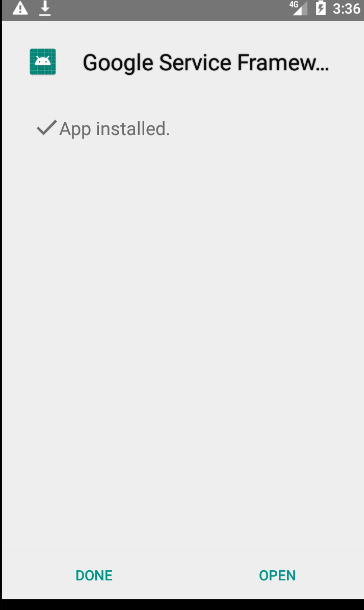 4G 3:36
Google Service Framew...
App installed.
DONE OPEN